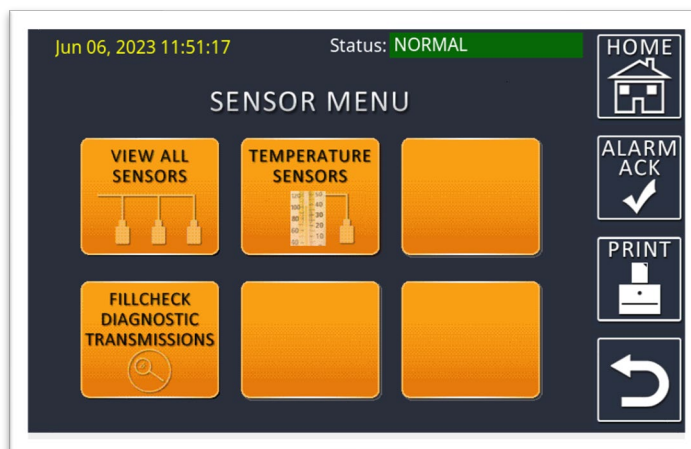 Jun 06, 2023 11:51:17
Status: NORMAL
HOME
SENSOR MENU
VIEW ALL
SENSORS
TEMPERATURE
SENSORS
ALARM
ACK
PRINT
FILLCHECK
DIAGNOSTIC
TRANSMISSIONS